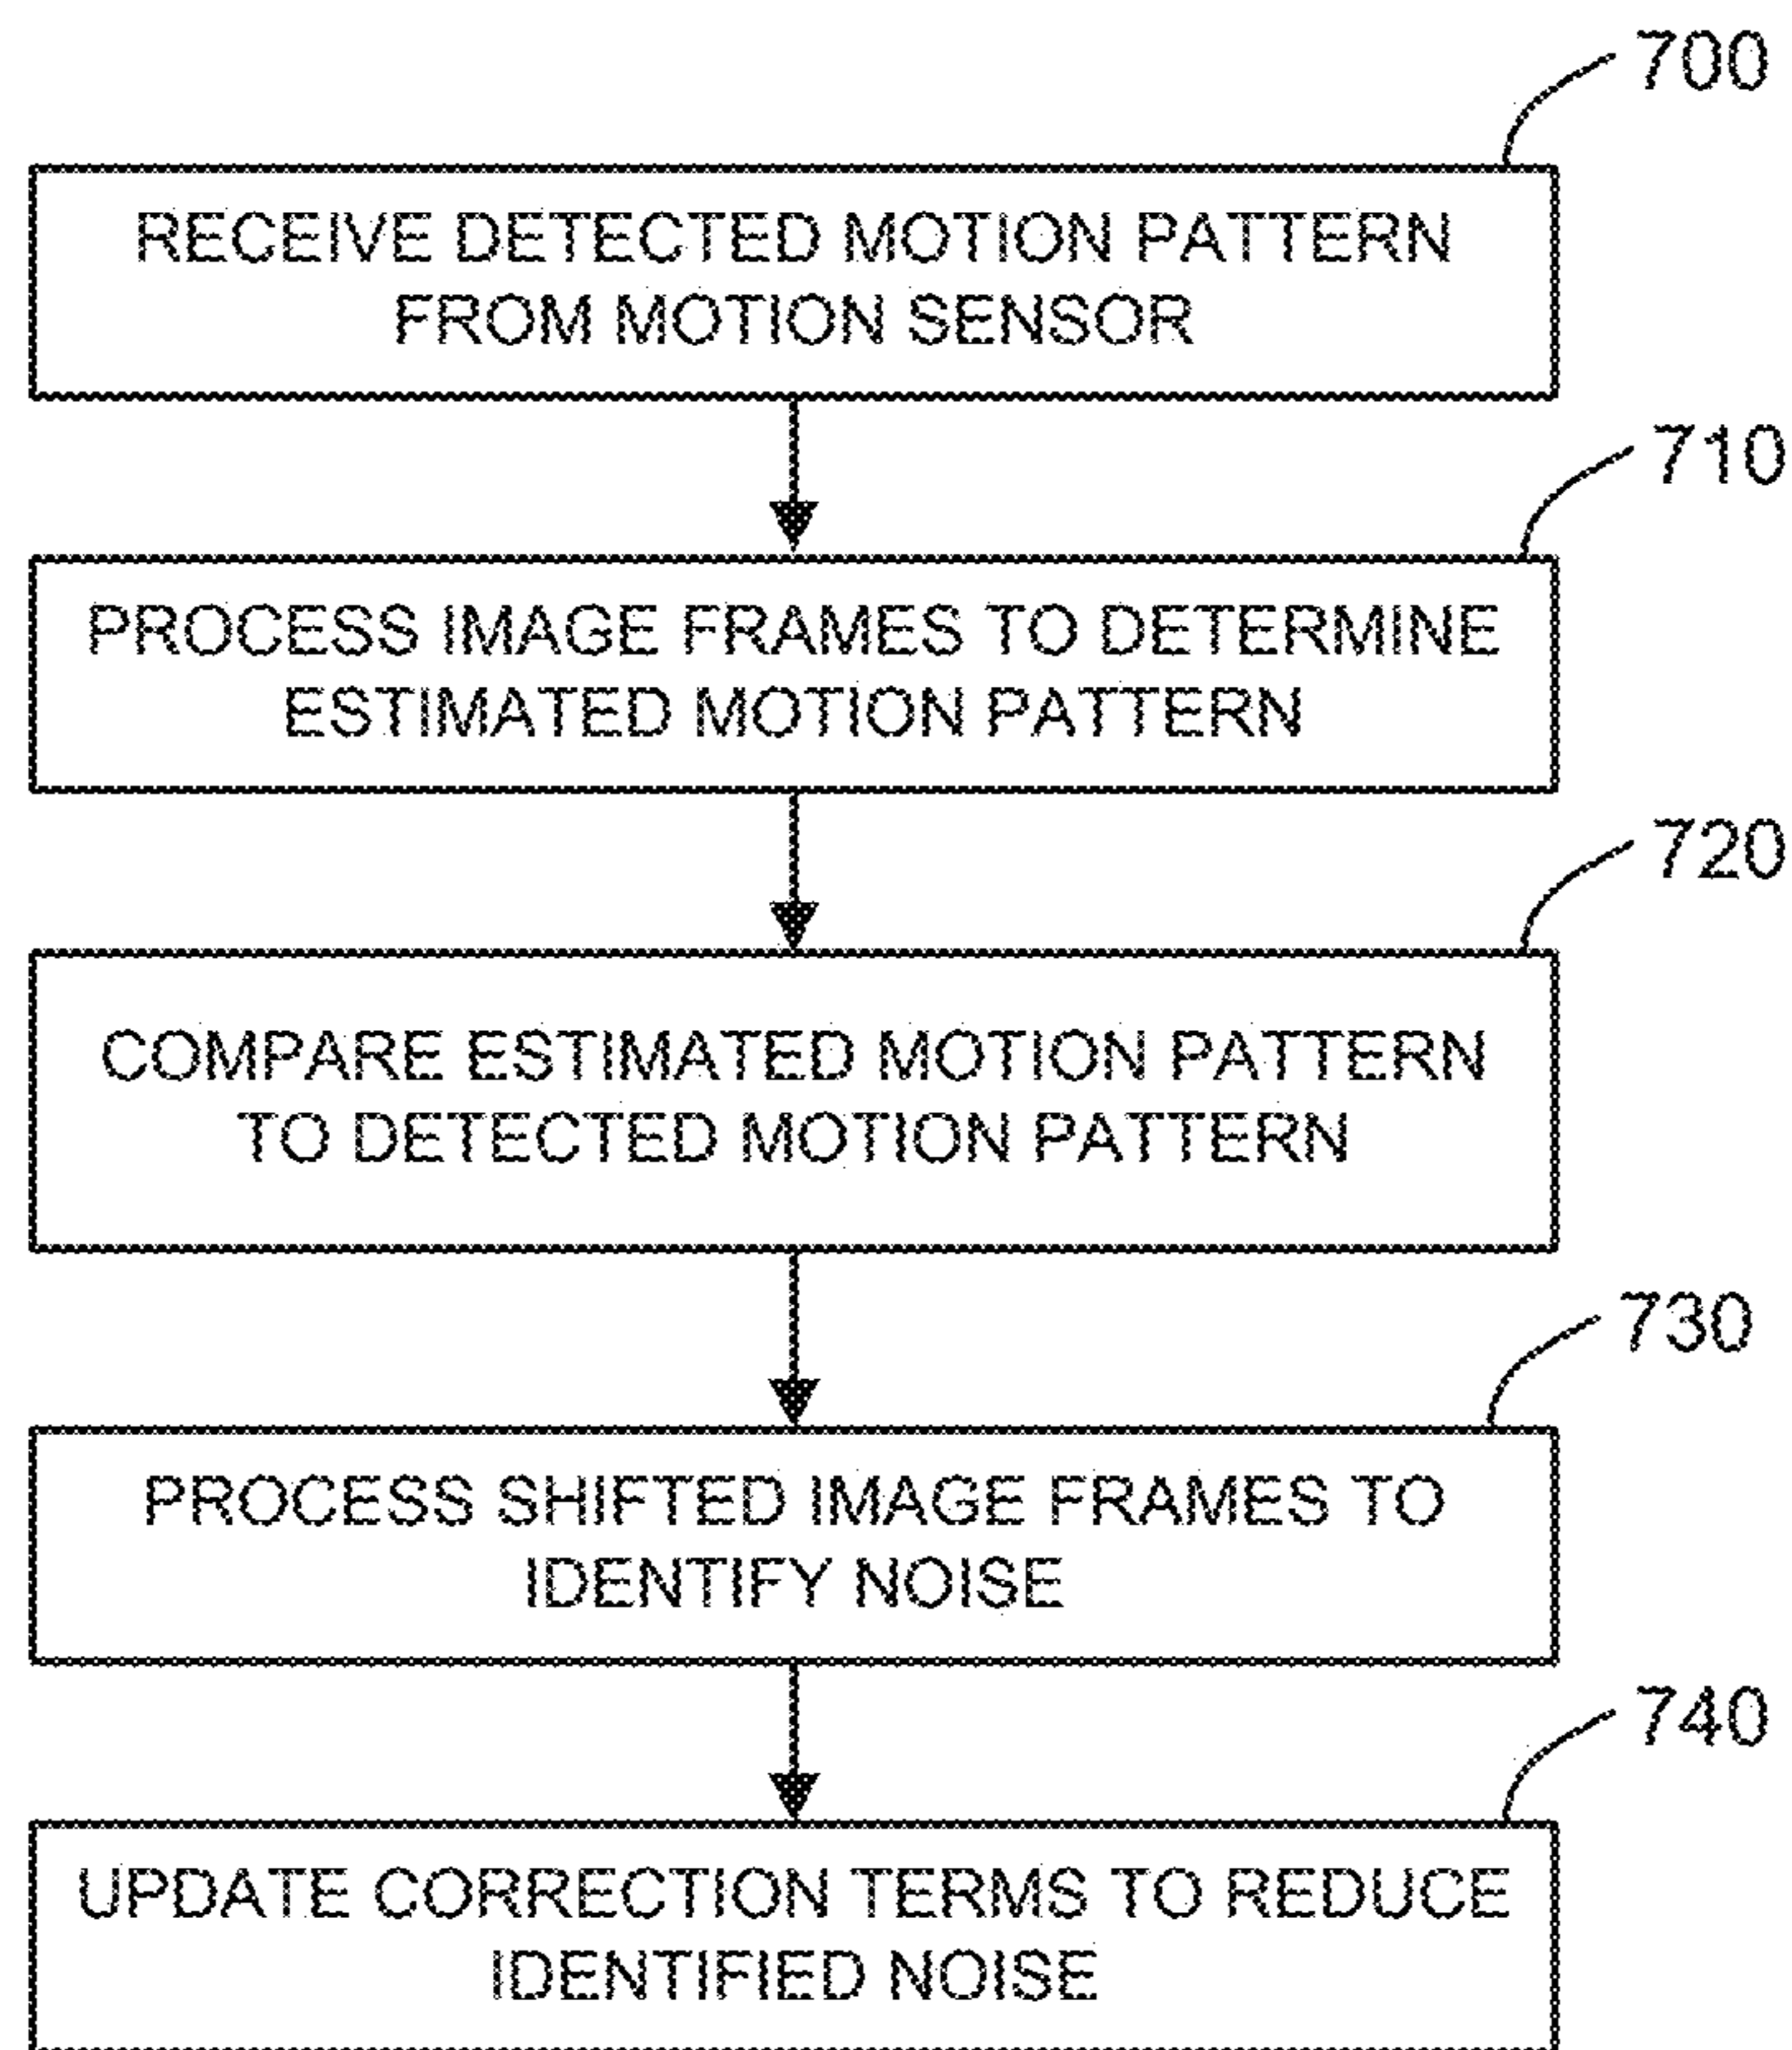 700
RECEIVE DETECTED MOTION PATTERN
FROM MOTION SENSOR
710
PROCESS IMAGE FRAMES TO DETERMINE
ESTIMATED MOTION PATTERN
720
COMPARE ESTIMATED MOTION PATTERN
TO DETECTED MOTION PATTERN
730
PROCESS SHIFTED IMAGE FRAMES TO
IDENTIFY NOISE
740
UPDATE CORRECTION TERMS TO REDUCE
IDENTIFIED NOISE